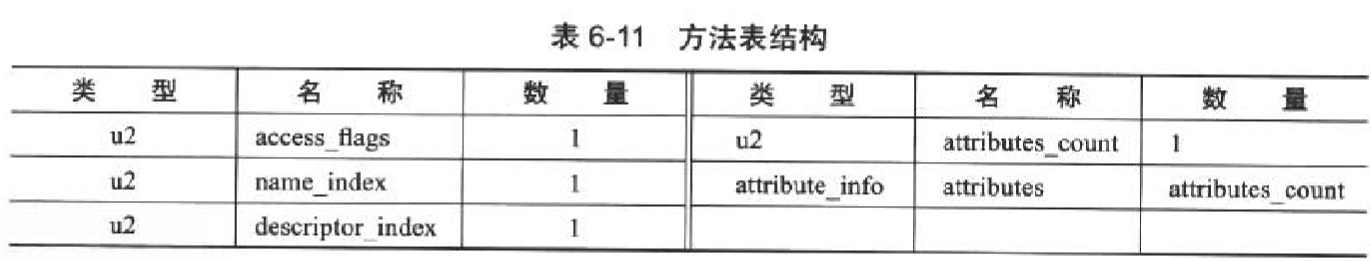 表 6-11 方法表结构
类 型 名 称 数 量 类 型 名 称 数 量
u2 access_flags 1 u2 attributes_count 1
u2 name_index 1 attribute_info attributes attributes_count
u2 descriptor_index 1